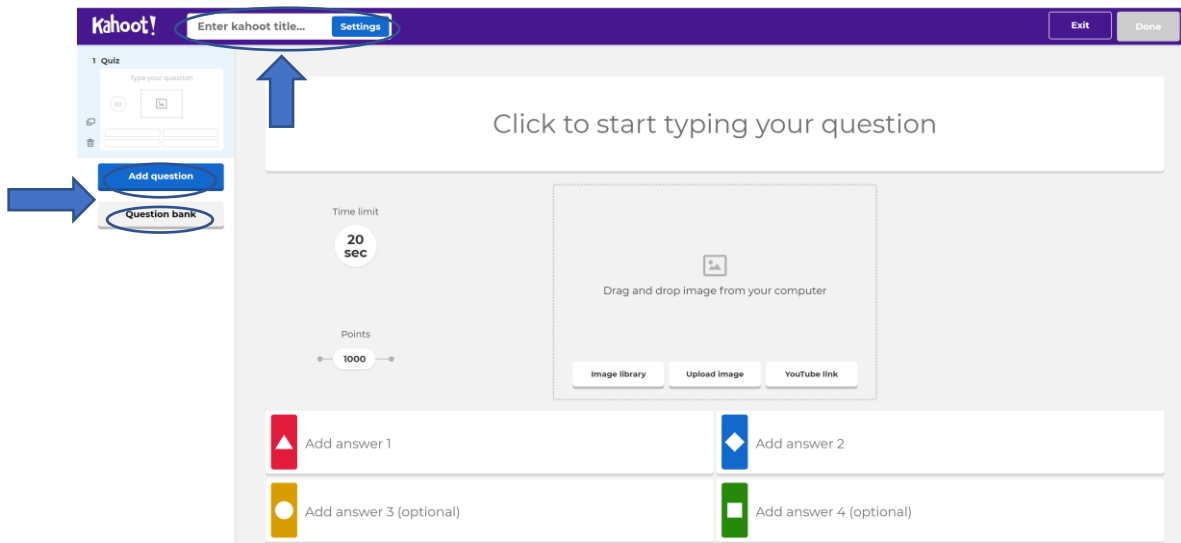 Kahoot!
Enter kahoot title... Settings
Exit
Done
1 Quiz
Type your question
20
Add question
Question bank
Click to start typing your question
Time limit
20
sec
Points
1000
Drag and drop image from your computer
Image library
Upload image
YouTube link
Add answer 1
Add answer 2
Add answer 3 (optional)
Add answer 4 (optional)